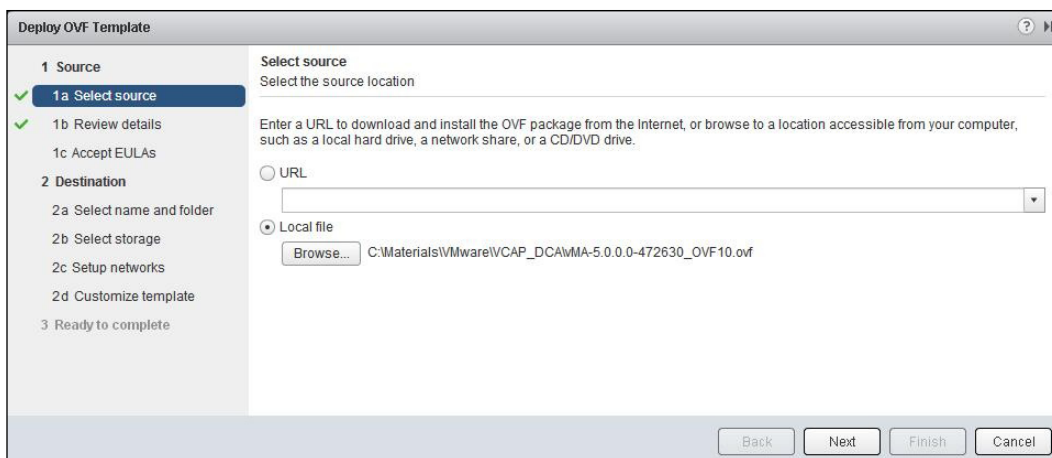 Deploy OVF Template
1 Source
1a Select source
1b Review details
1c Accept EULAs
2 Destination
2a Select name and folder
2b Select storage
2c Setup networks
2d Customize template
3 Ready to complete
Select source
Select the source location
Enter a URL to download and install the OVF package from the Internet, or browse to a location accessible from your computer,
such as a local hard drive, a network share, or a CD/DVD drive.
URL
Local file
Browse... C:\Materials\VMware\VCAP_DCA\vMA-5.0.0.0-472630_OVF10.ovf
Back Next Finish Cancel